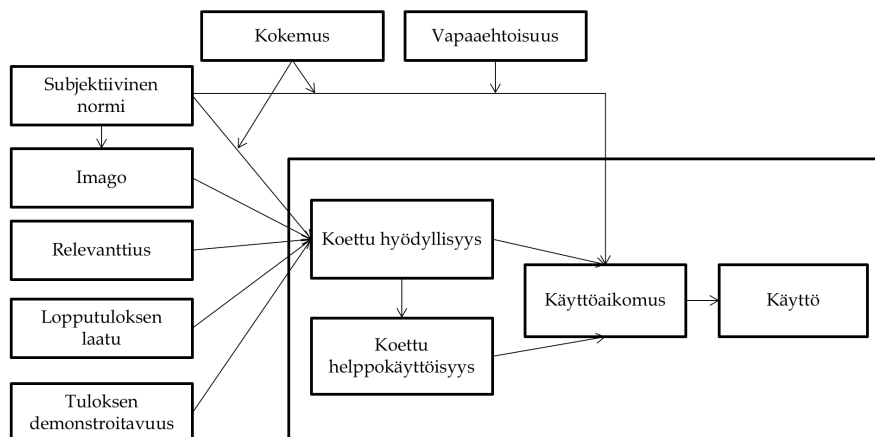 Kokemus
Vapaaehtoisuus
Subjektiivinen
normi
Imago
Relevanttius
Lopputuloksen
laatu
Tuloksen
demonstroitavuus
Koettu hyödyllisyys
Koettu
helppokäyttöisyys
Käyttöaikomus
Käyttö